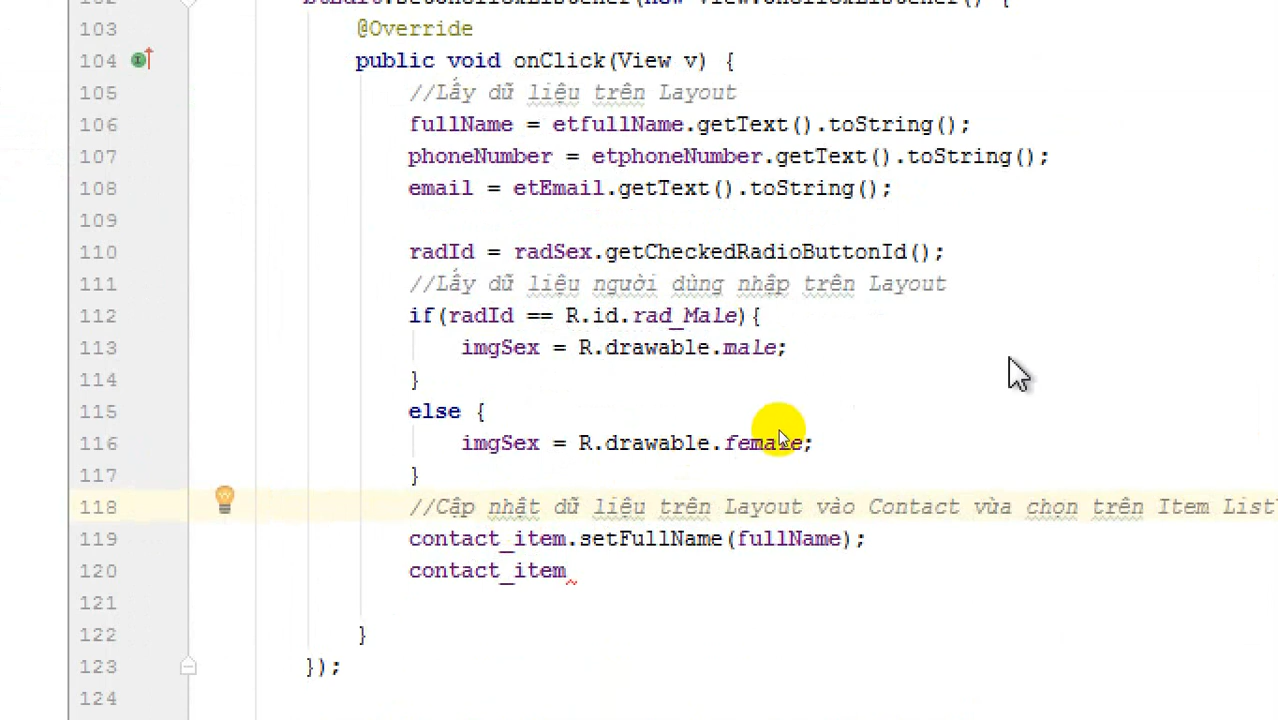 103 @Override
104 public void onClick(View v) {
105 //Lấy dữ liệu trên Layout
106 fullName = etfullName.getText().toString();
107 phoneNumber = etphoneNumber.getText().toString();
108 email = etEmail.getText().toString();
109
110 radId = radSex.getCheckedRadioButtonId();
111 //Lấy dữ liệu người dùng nhập trên Layout
112 if(radId == R.id.rad_Male){
113 imgSex = R.drawable.male;
114 }
115 else {
116 imgSex = R.drawable.female;
117 }
118 //Cập nhật dữ liệu trên Layout vào Contact vừa chọn trên Item List
119 contact_item.setFullName(fullName);
120 contact_item
121
122 }
123 });
124